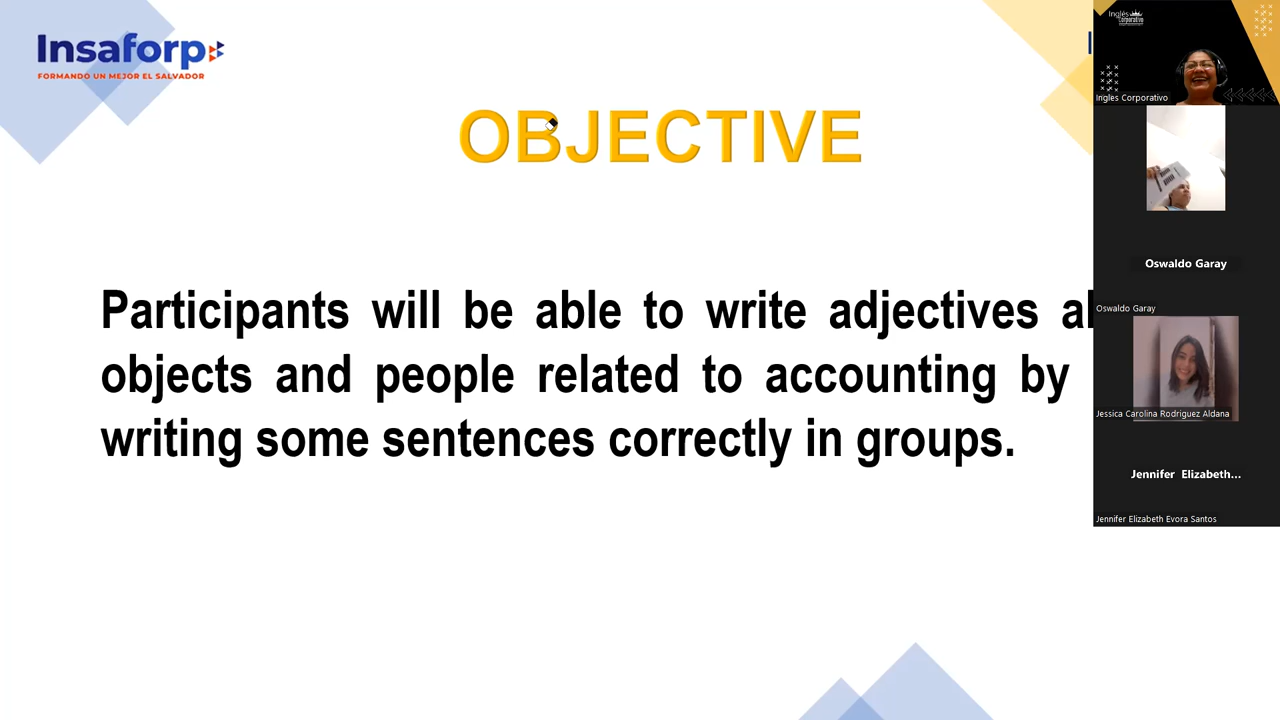 Insaforp
FORMANDO UN MEJOR EL SALVADOR
OBJECTIVE
Participants will be able to write adjectives
objects and people related to accounting by
writing some sentences correctly in groups.
Inglés
Corporativo
Ingles Corporativo
Oswaldo Garay
Oswaldo Garay
Jessica Carolina Rodriguez Aldana
Jennifer Elizabeth...
Jennifer Elizabeth Evora Santos